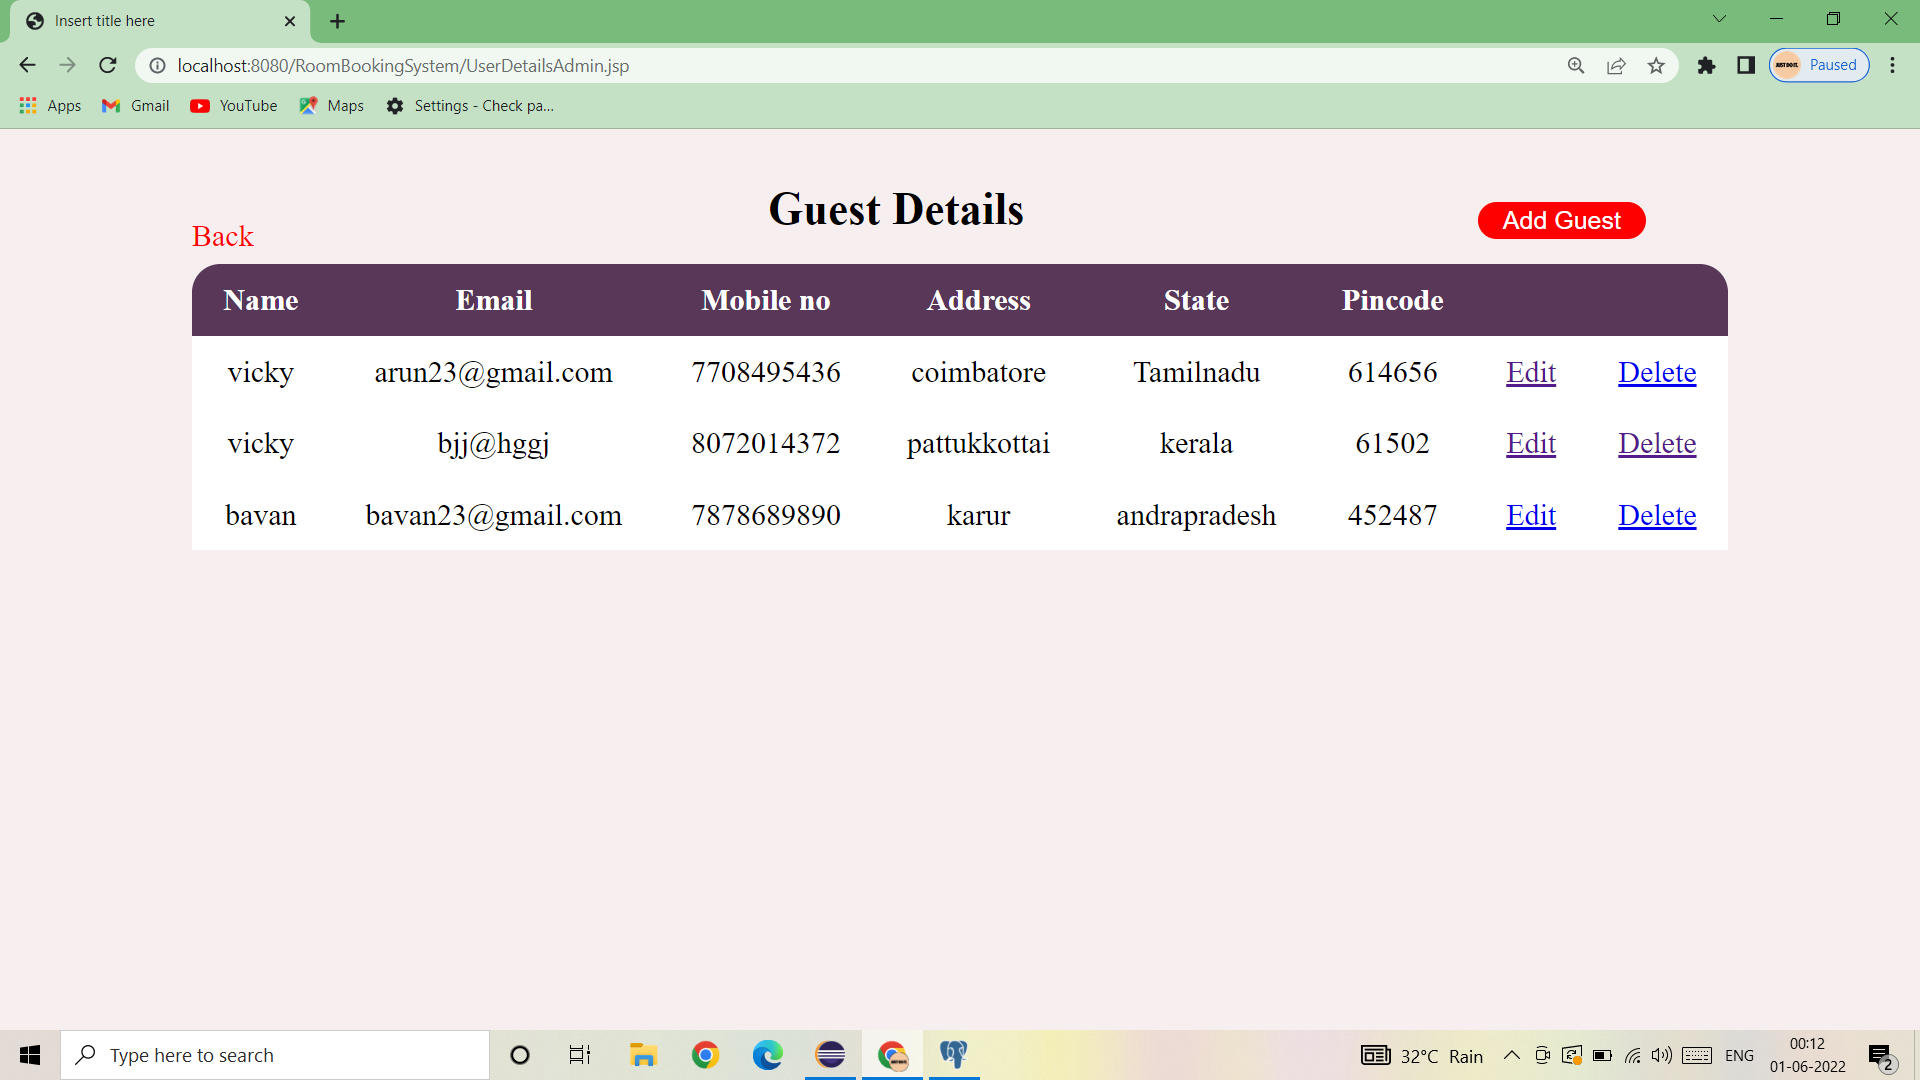 Insert title here
localhost:8080/RoomBookingSystem/UserDetailsAdmin.jsp
JUST DO IT.
Paused
Apps Gmail YouTube Maps Settings - Check pa...
Guest Details
Add Guest
Back
Name Email Mobile no Address State Pincode
vicky arun23@gmail.com 7708495436 coimbatore Tamilnadu 614656 Edit Delete
vicky bjj@hggj 8072014372 pattukkottai kerala 61502 Edit Delete
bavan bavan23@gmail.com 7878689890 karur andrapradesh 452487 Edit Delete
Type here to search
32°C Rain
ENG
00:12
01-06-2022
2